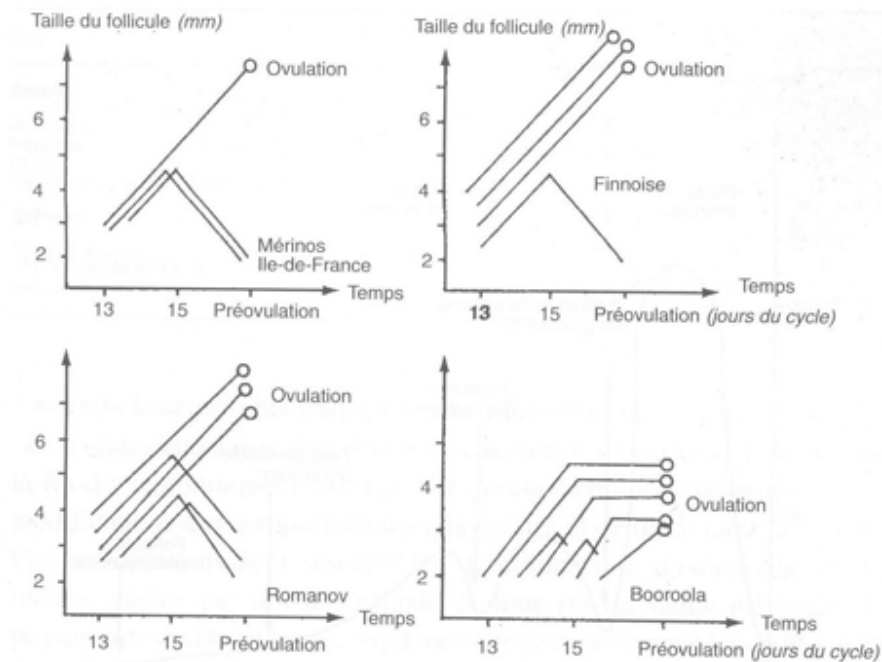 Taille du follicule (mm)
6
4
2
Ovulation
Mérinos
Ile-de-France
Temps
13
15
Préovulation
Taille du follicule (mm)
6
4
2
Ovulation
Finnoise
Temps
13
15
Préovulation (jours du cycle)
6
4
2
Ovulation
Romanov
Temps
13
15
Préovulation
4
2
Ovulation
Booroola
Temps
13
15
Préovulation (jours du cycle)